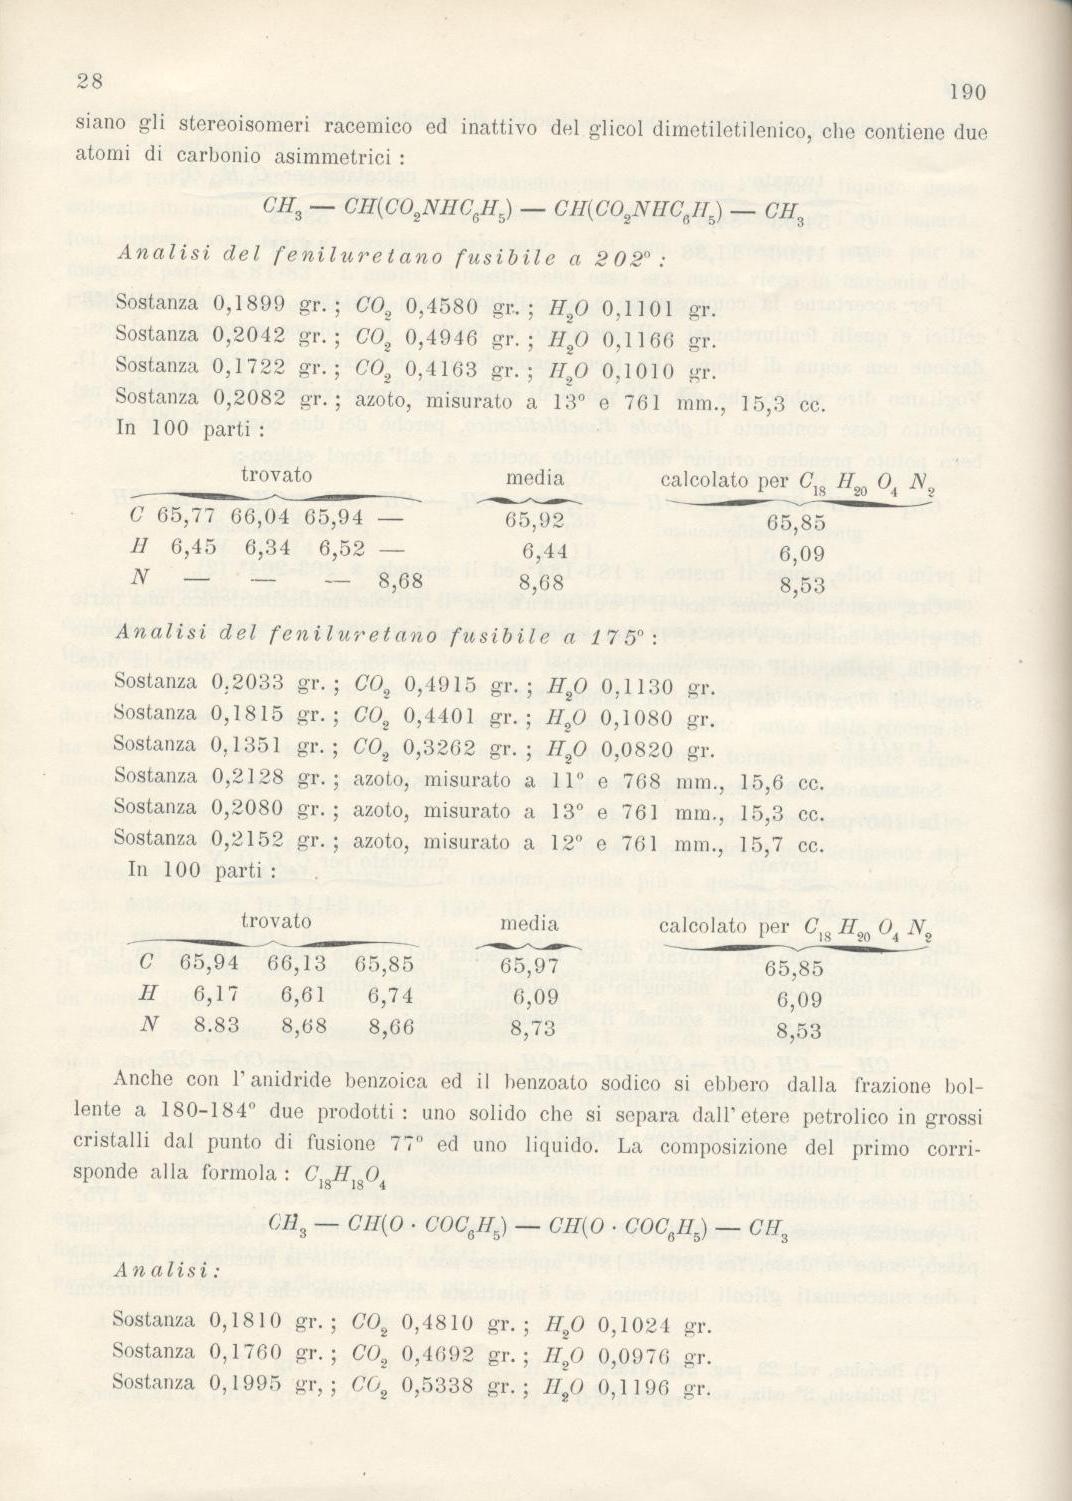 28
190
siano gli stereoisomeri racemico ed inattivo del glicol dimetiletilenico, che contiene due
atomi di carbonio asimmetrici :
CH₃ — CH(CO₂NHC₆H₅) — CH(CO₂NHC₆H₅) — CH₃
Analisi del feniluretano fusibile a 202° :
Sostanza 0,1899 gr. ; CO₂ 0,4580 gr. ; H₂O 0,1101 gr.
Sostanza 0,2042 gr. ; CO₂ 0,4946 gr. ; H₂O 0,1166 gr.
Sostanza 0,1722 gr. ; CO₂ 0,4163 gr. ; H₂O 0,1010 gr.
Sostanza 0,2082 gr. ; azoto, misurato a 13° e 761 mm., 15,3 cc.
In 100 parti :
trovato media calcolato per C₁₈ H₂₀ O₄ N₂
C 65,77 66,04 65,94 — 65,92 65,85
H 6,45 6,34 6,52 — 6,44 6,09
N — — — 8,68 8,68 8,53
Analisi del feniluretano fusibile a 175° :
Sostanza 0,2033 gr. ; CO₂ 0,4915 gr. ; H₂O 0,1130 gr.
Sostanza 0,1815 gr. ; CO₂ 0,4401 gr. ; H₂O 0,1080 gr.
Sostanza 0,1351 gr. ; CO₂ 0,3262 gr. ; H₂O 0,0820 gr.
Sostanza 0,2128 gr. ; azoto, misurato a 11° e 768 mm., 15,6 cc.
Sostanza 0,2080 gr. ; azoto, misurato a 13° e 761 mm., 15,3 cc.
Sostanza 0,2152 gr. ; azoto, misurato a 12° e 761 mm., 15,7 cc.
In 100 parti :
trovato media calcolato per C₁₈ H₂₀ O₄ N₂
C 65,94 66,13 65,85 65,97 65,85
H 6,17 6,61 6,74 6,09 6,09
N 8.83 8,68 8,66 8,73 8,53
Anche con l'anidride benzoica ed il benzoato sodico si ebbero dalla frazione bol-
lente a 180-184° due prodotti : uno solido che si separa dall'etere petrolico in grossi
cristalli dal punto di fusione 77° ed uno liquido. La composizione del primo corri-
sponde alla formola : C₁₈H₁₈O₄
CH₃ — CH(O · COC₆H₅) — CH(O · COC₆H₅) — CH₃
Analisi :
Sostanza 0,1810 gr. ; CO₂ 0,4810 gr. ; H₂O 0,1024 gr.
Sostanza 0,1760 gr. ; CO₂ 0,4692 gr. ; H₂O 0,0976 gr.
Sostanza 0,1995 gr, ; CO₂ 0,5338 gr. ; H₂O 0,1196 gr.